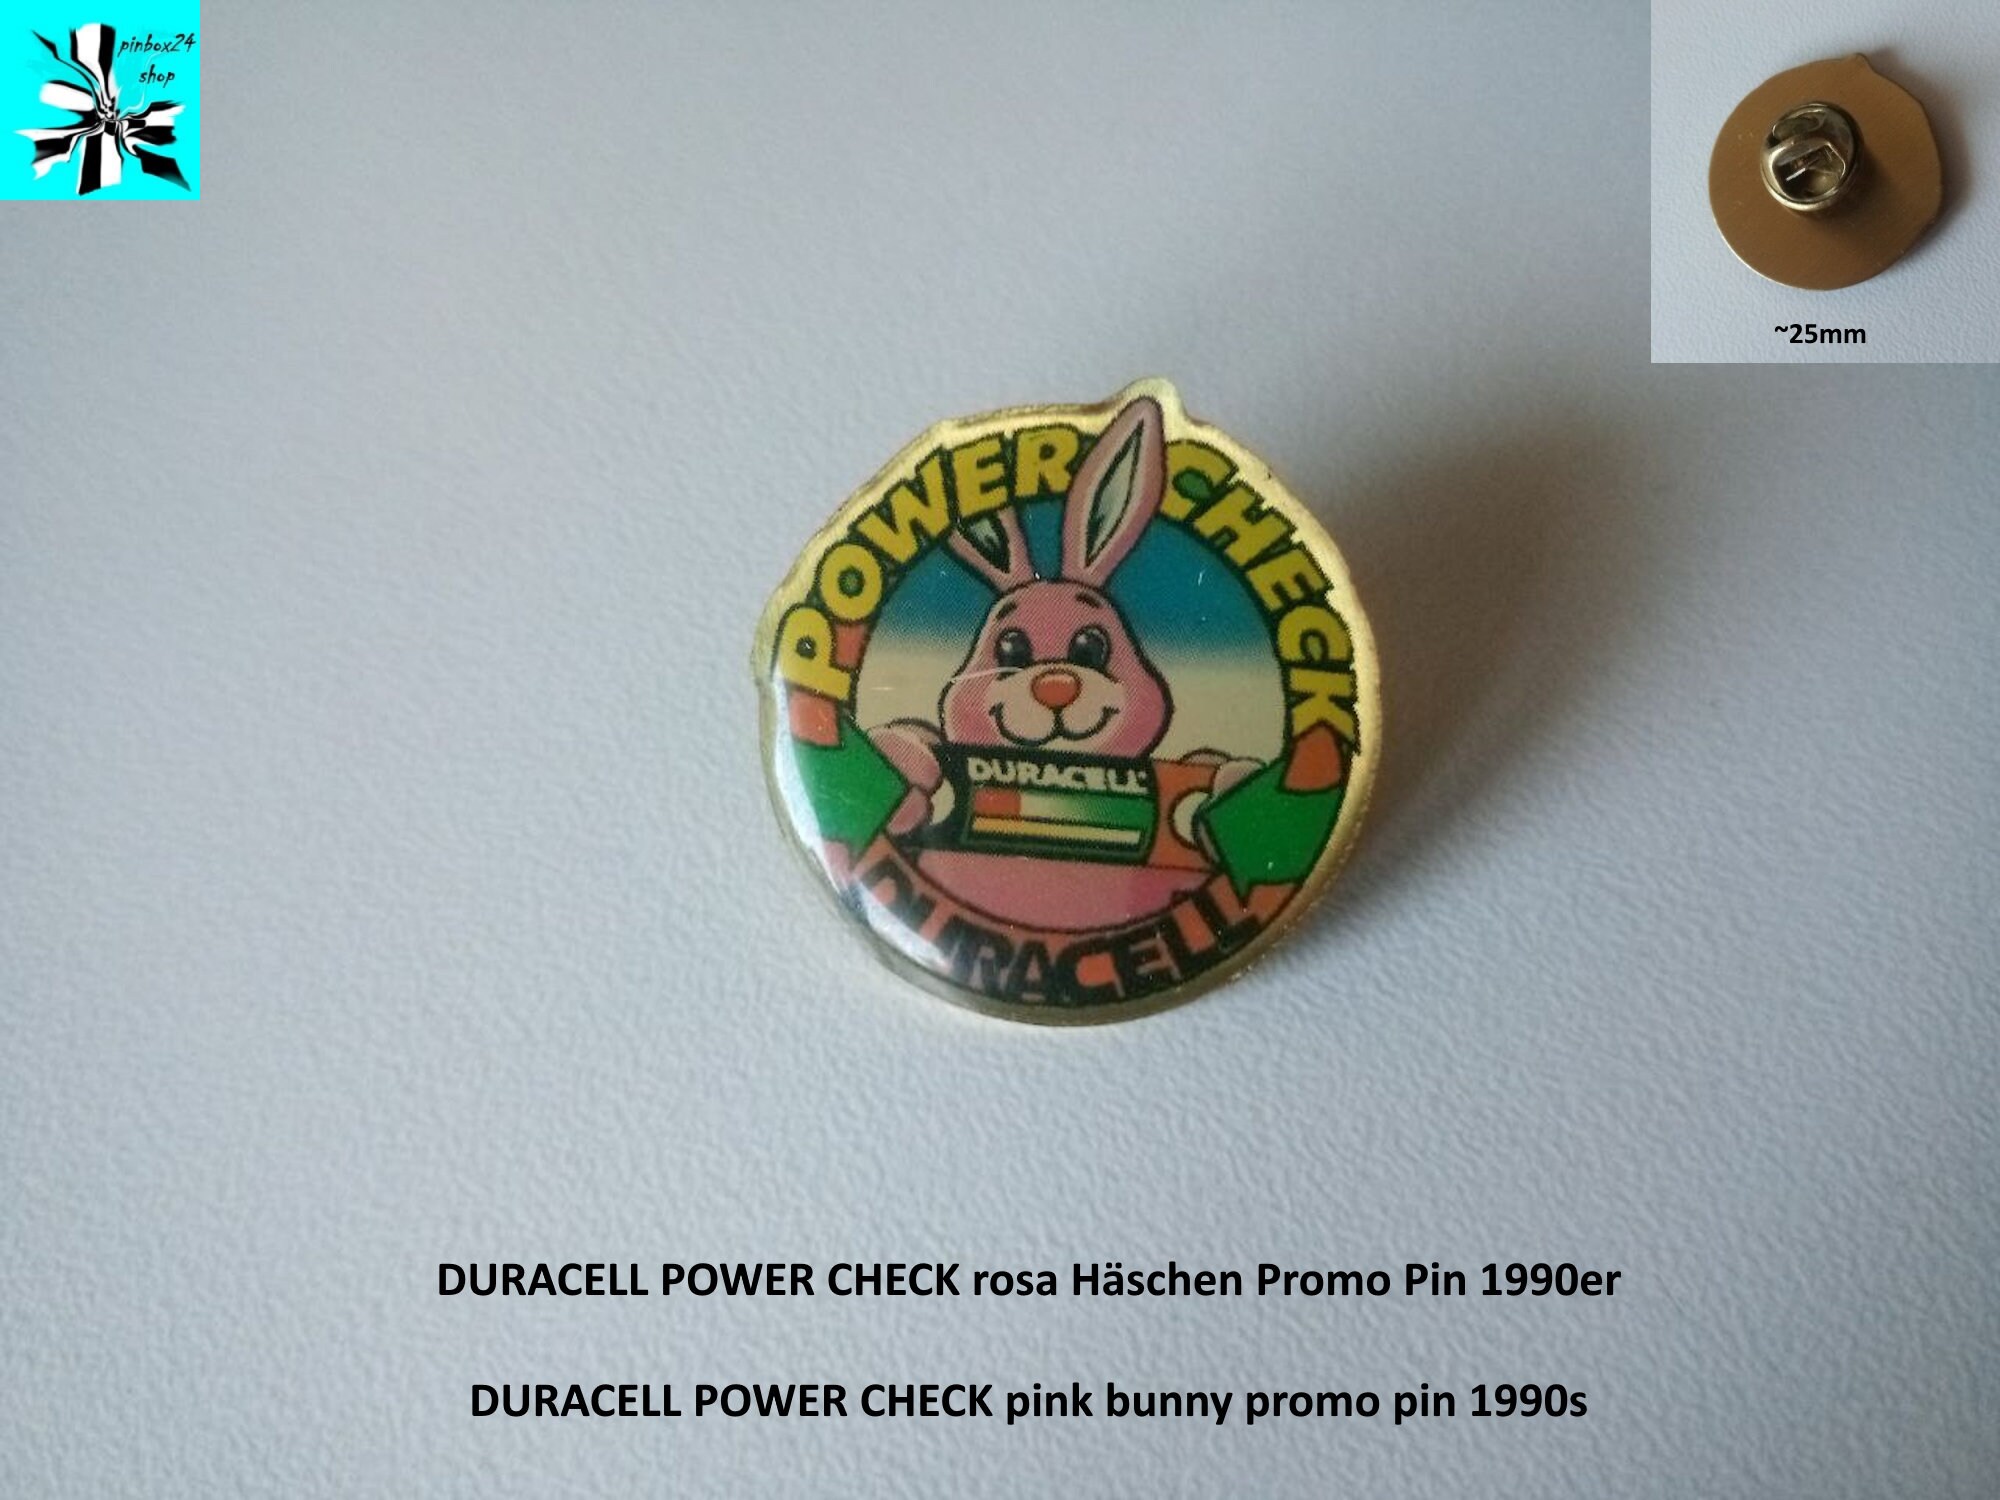 pinbox24
shop
~25mm
POWER CHECK
DURACELL
DURACELL
DURACELL POWER CHECK rosa Häschen Promo Pin 1990er
DURACELL POWER CHECK pink bunny promo pin 1990s